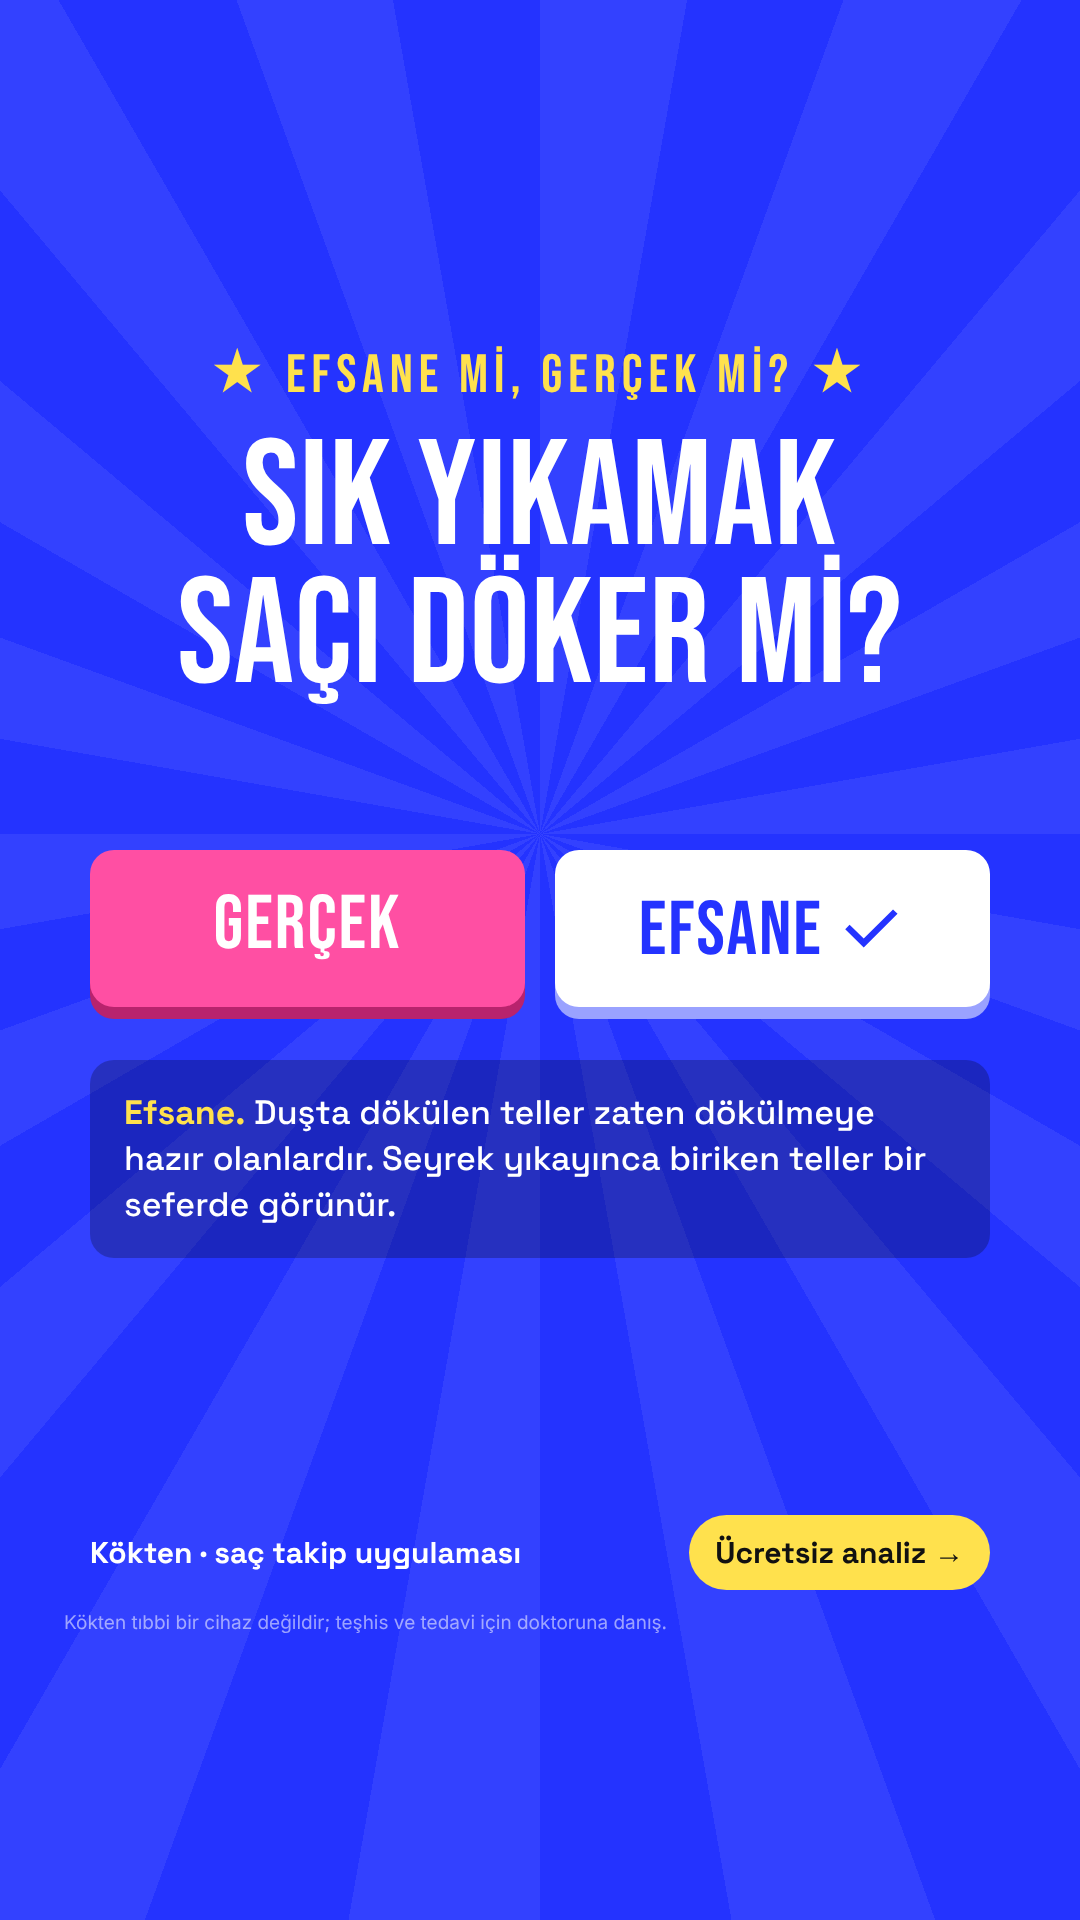 ★ EFSANE Mİ, GERÇEK Mİ? ★
SIK YIKAMAK
SAÇI DÖKER Mİ?
GERÇEK
EFSANE ✓
Efsane. Duşta dökülen teller zaten dökülmeye
hazır olanlardır. Seyrek yıkayınca biriken teller bir
seferde görünür.
Kökten · saç takip uygulaması
Ücretsiz analiz →
Kökten tıbbi bir cihaz değildir; teşhis ve tedavi için doktoruna danış.